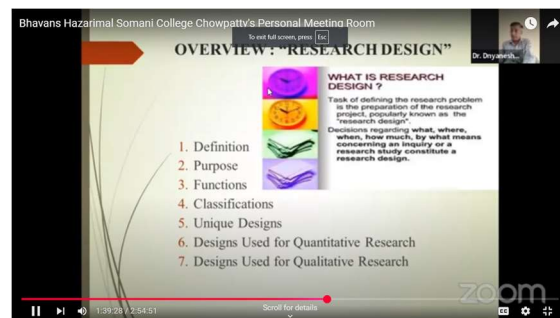 Bhavans Hazarimal Somani College Chowpatty's Personal Meeting Room
To exit full screen, press Esc
Dr. Dnyanesh...
OVERVIEW : "RESEARCH DESIGN"
WHAT IS RESEARCH
DESIGN ?
Task of defining the research problem
is the preparation of the research
project, popularly known as the
"research design".
Decisions regarding what, where,
when, how much, by what means
concerning an inquiry or a
research study constitute a
research design.
1. Definition
2. Purpose
3. Functions
4. Classifications
5. Unique Designs
6. Designs Used for Quantitative Research
7. Designs Used for Qualitative Research
zoom
1:39:28 / 2:54:51
Scroll for details
CC